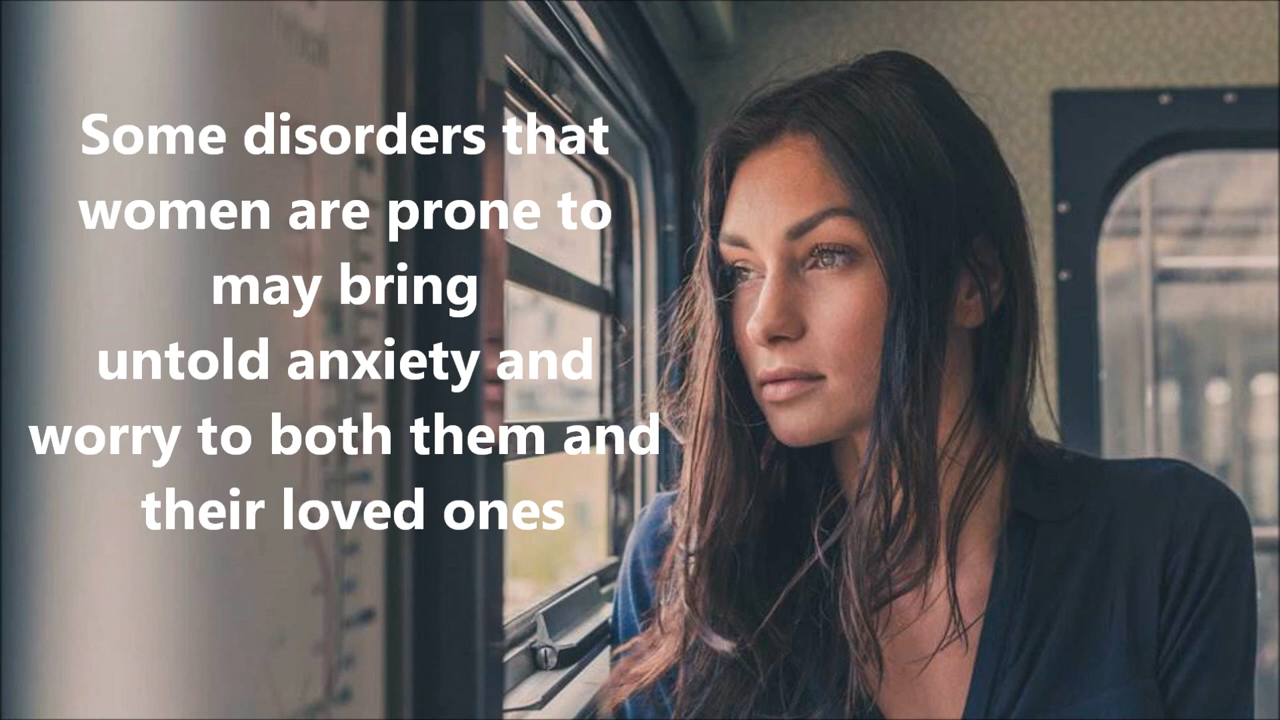 Some disorders that
women are prone to
may bring
untold anxiety and
worry to both them and
their loved ones